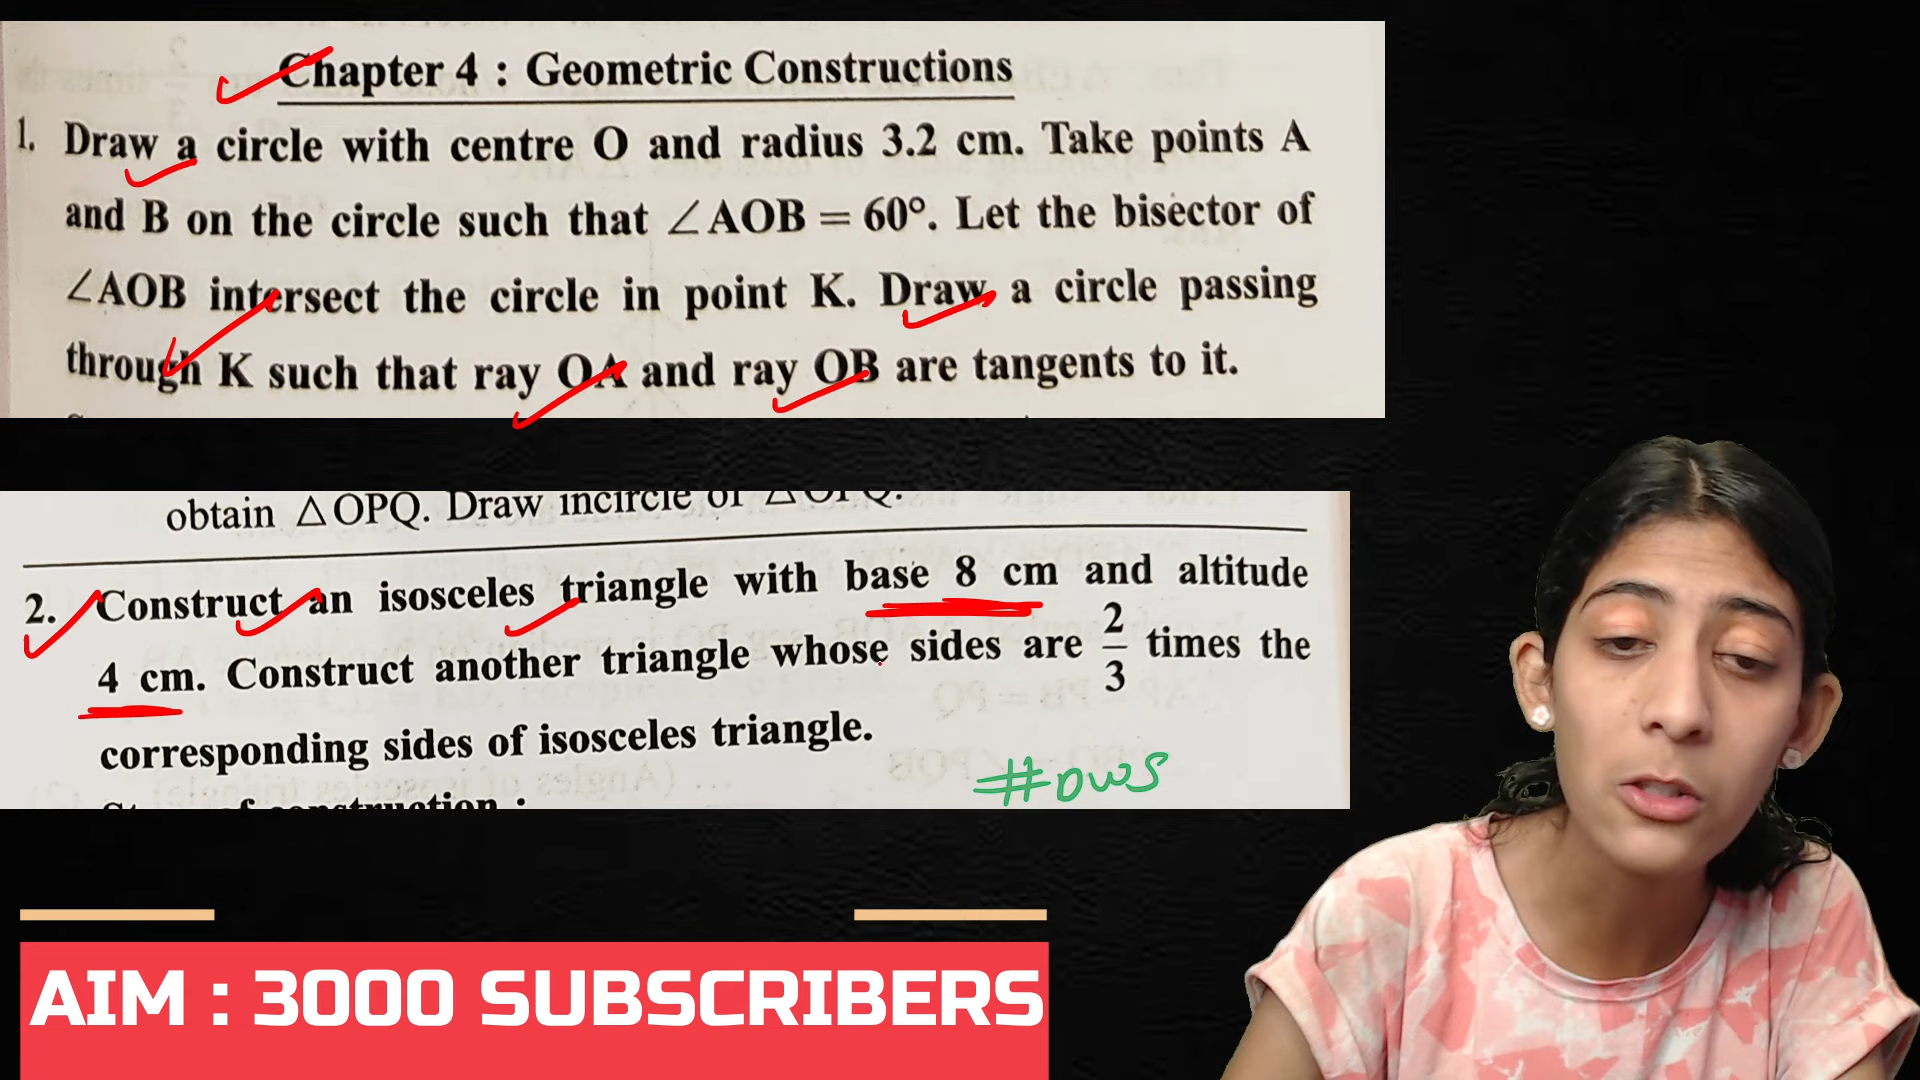 Chapter 4 : Geometric Constructions
1. Draw a circle with centre O and radius 3.2 cm. Take points A
and B on the circle such that ∠AOB = 60°. Let the bisector of
∠AOB intersect the circle in point K. Draw a circle passing
through K such that ray OA and ray OB are tangents to it.
obtain △OPQ. Draw incircle of △OPQ.
2. Construct an isosceles triangle with base 8 cm and altitude
4 cm. Construct another triangle whose sides are 2/3 times the
corresponding sides of isosceles triangle.
#OWS
construction :
AIM : 3000 SUBSCRIBERS